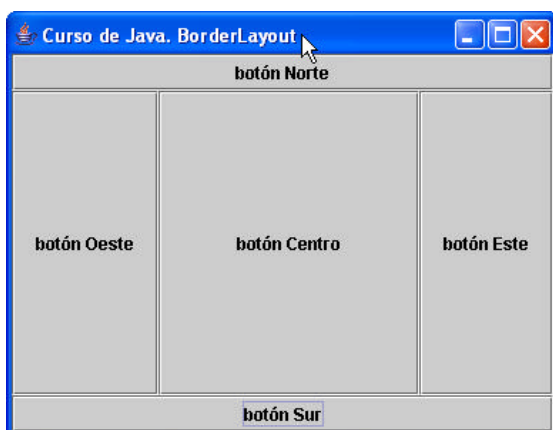 Curso de Java. BorderLayout
botón Norte
botón Oeste
botón Centro
botón Este
botón Sur